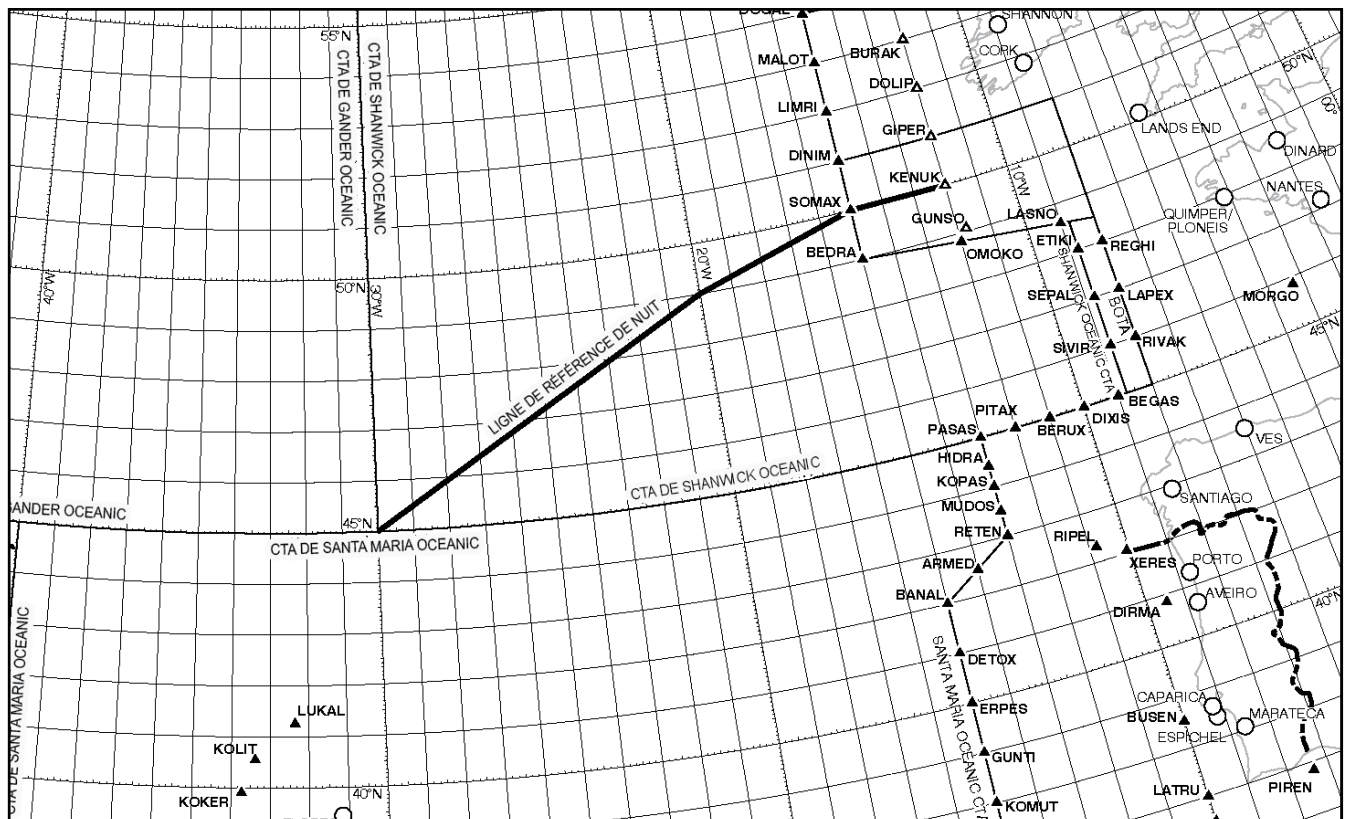 SHANNON
55°N
BURAK
CORK
MALOT
50°N
DOLIP
LIMRI
CTA DE GANDER OCEANIC
CTA DE SHANWICK OCEANIC
GIPER
LANDS END
DINIM
DINARD
KENUK
10°W
NANTES
SOMAX
GUNSO
LASNO
QUIMPER/
PLONEIS
ETIKI
REGHI
BEDRA
OMOKO
20°W
40°W
50°N
30°W
SEPAL
LAPEX
MORGO
SHANWICK OCEANIC CTA
BOTA
45°N
SIVIR
RIVAK
LIGNE DE RÉFÉRENCE DE NUIT
BEGAS
PITAX
DIXIS
PASAS
BERUX
VES
HIDRA
CTA DE SHANWICK OCEANIC
KOPAS
SANTIAGO
MUDOS
GANDER OCEANIC
45°N
RETEN
RIPEL
CTA DE SANTA MARIA OCEANIC
XERES
PORTO
ARMED
BANAL
AVEIRO
40°N
DIRMA
CTA DE SANTA MARIA OCEANIC
SANTA MARIA OCEANIC CTA
DETOX
CAPARICA
LUKAL
ERPES
BUSEN
MARATECA
ESPICHEL
KOLIT
GUNTI
KOKER
40°N
LATRU
PIREN
KOMUT